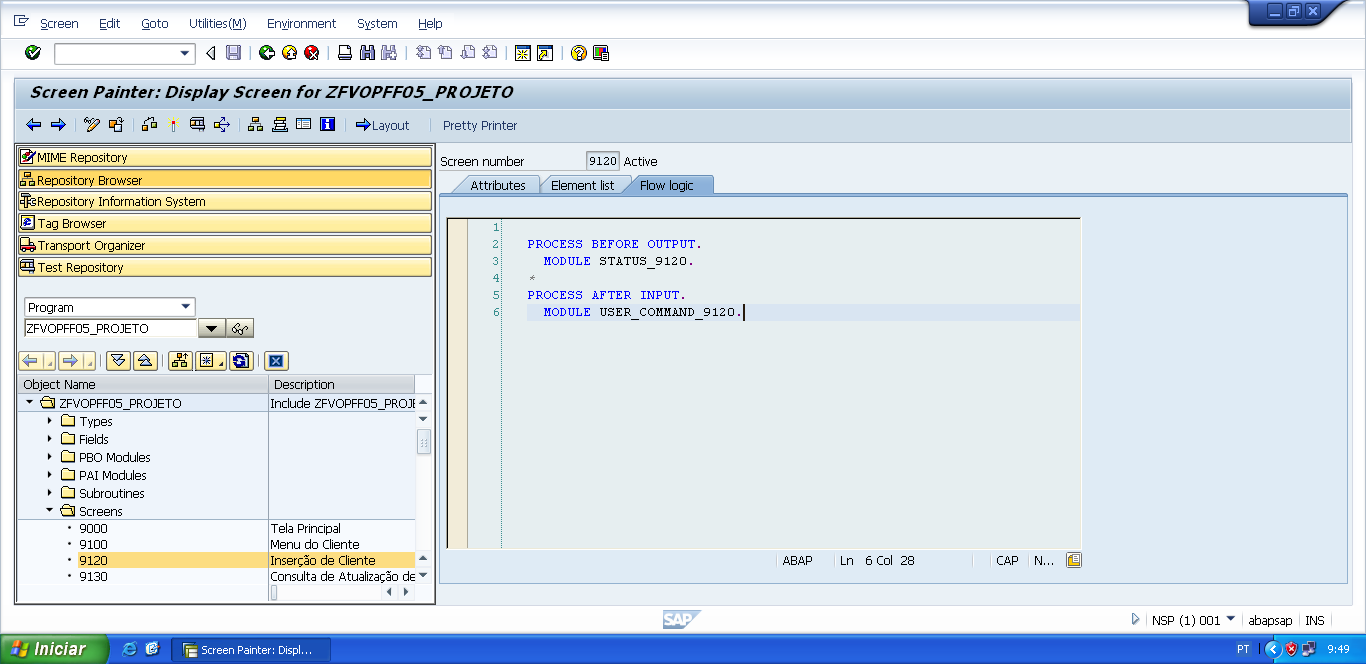 Screen Edit Goto Utilities(M) Environment System Help
Screen Painter: Display Screen for ZFVOPFF05_PROJETO
Layout Pretty Printer
MIME Repository
Repository Browser
Repository Information System
Tag Browser
Transport Organizer
Test Repository
Program
ZFVOPFF05_PROJETO
Object Name Description
ZFVOPFF05_PROJETO Include ZFVOPFF05_PROJE
Types
Fields
PBO Modules
PAI Modules
Subroutines
Screens
9000 Tela Principal
9100 Menu do Cliente
9120 Inserção de Cliente
9130 Consulta de Atualização de
Screen number 9120 Active
Attributes Element list Flow logic
1
2 PROCESS BEFORE OUTPUT.
3 MODULE STATUS_9120.
4 *
5 PROCESS AFTER INPUT.
6 MODULE USER_COMMAND_9120.
ABAP Ln 6 Col 28 CAP N...
SAP
NSP (1) 001 abapsap INS
Iniciar Screen Painter: Displ... PT 9:49